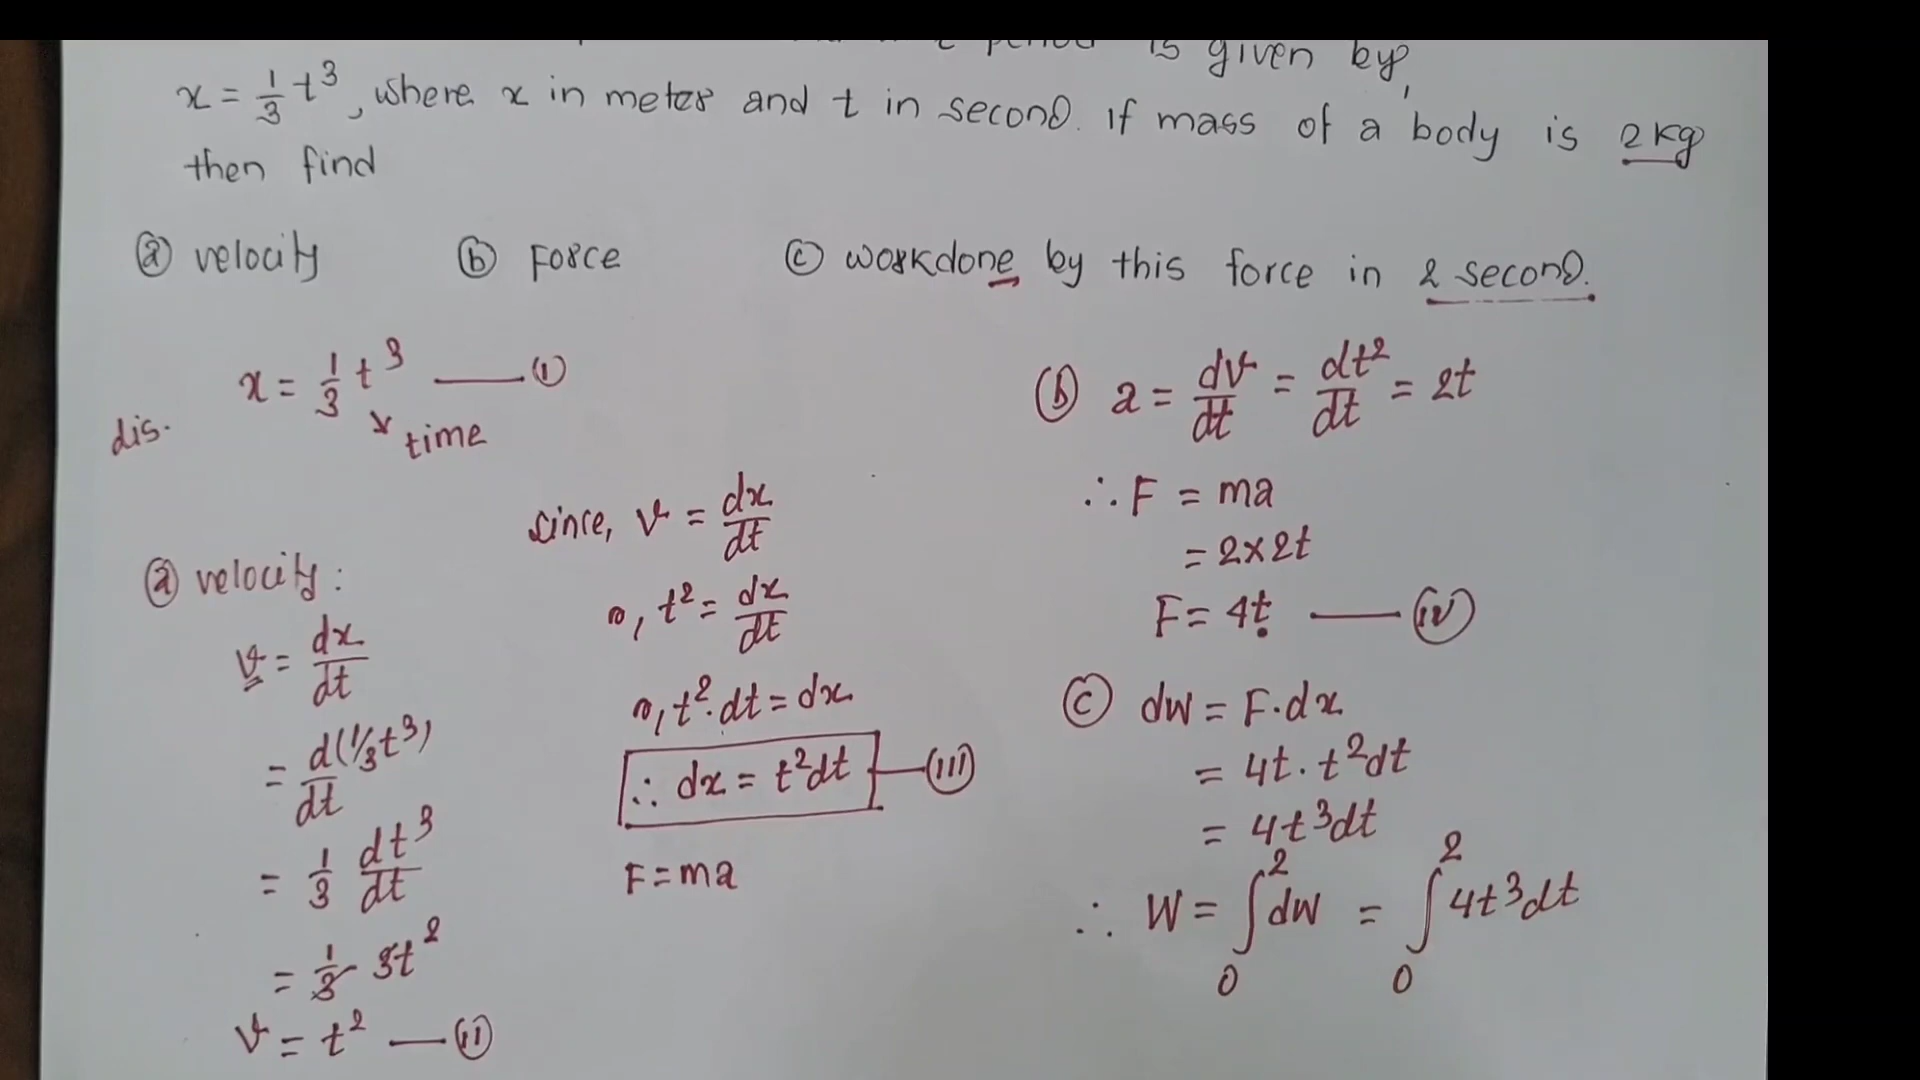 is given by,
x = 1/3 t³, where x in meter and t in second. If mass of a body is 2 kg
then find
ⓐ velocity ⓑ Force ⓒ workdone by this force in 2 second.
x = 1/3 t³ —— (i)
dis.
time
ⓐ velocity:
v = dx/dt
= d(1/3 t³)/dt
= 1/3 dt³/dt
= 1/3 3t²
v = t² — (ii)
since, v = dx/dt
or, t² = dx/dt
or, t².dt = dx
∴ dx = t²dt — (iii)
F = ma
ⓑ a = dv/dt = dt²/dt = 2t
∴ F = ma
= 2×2t
F = 4t —— (iv)
ⓒ dw = F.dx
= 4t . t²dt
= 4t³dt
∴ W = ∫₀² dw = ∫₀² 4t³dt